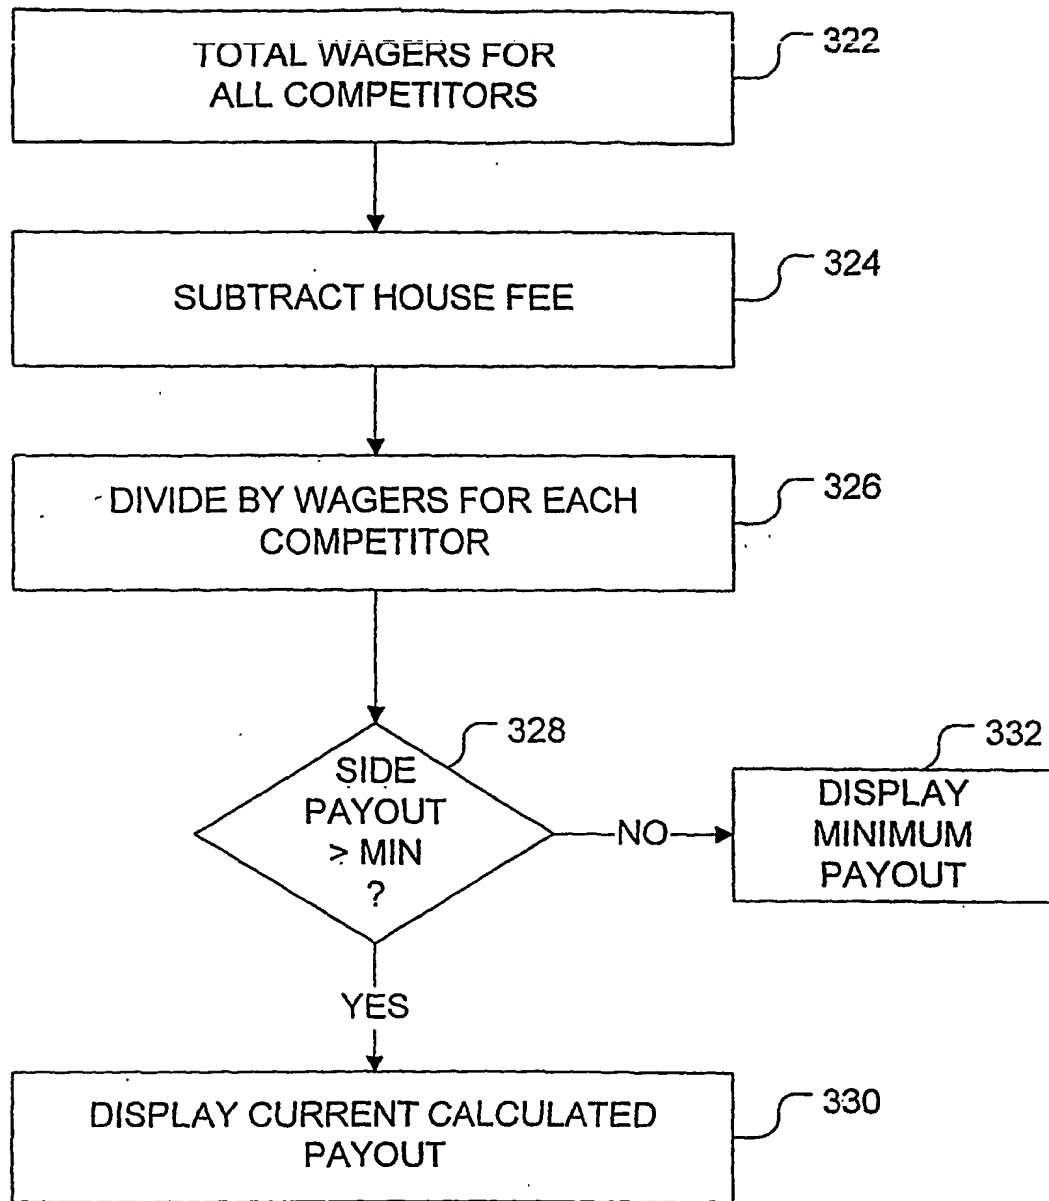 TOTAL WAGERS FOR
ALL COMPETITORS
322
SUBTRACT HOUSE FEE
324
DIVIDE BY WAGERS FOR EACH
COMPETITOR
326
SIDE
PAYOUT
> MIN
?
328
NO
332
DISPLAY
MINIMUM
PAYOUT
YES
DISPLAY CURRENT CALCULATED
PAYOUT
330